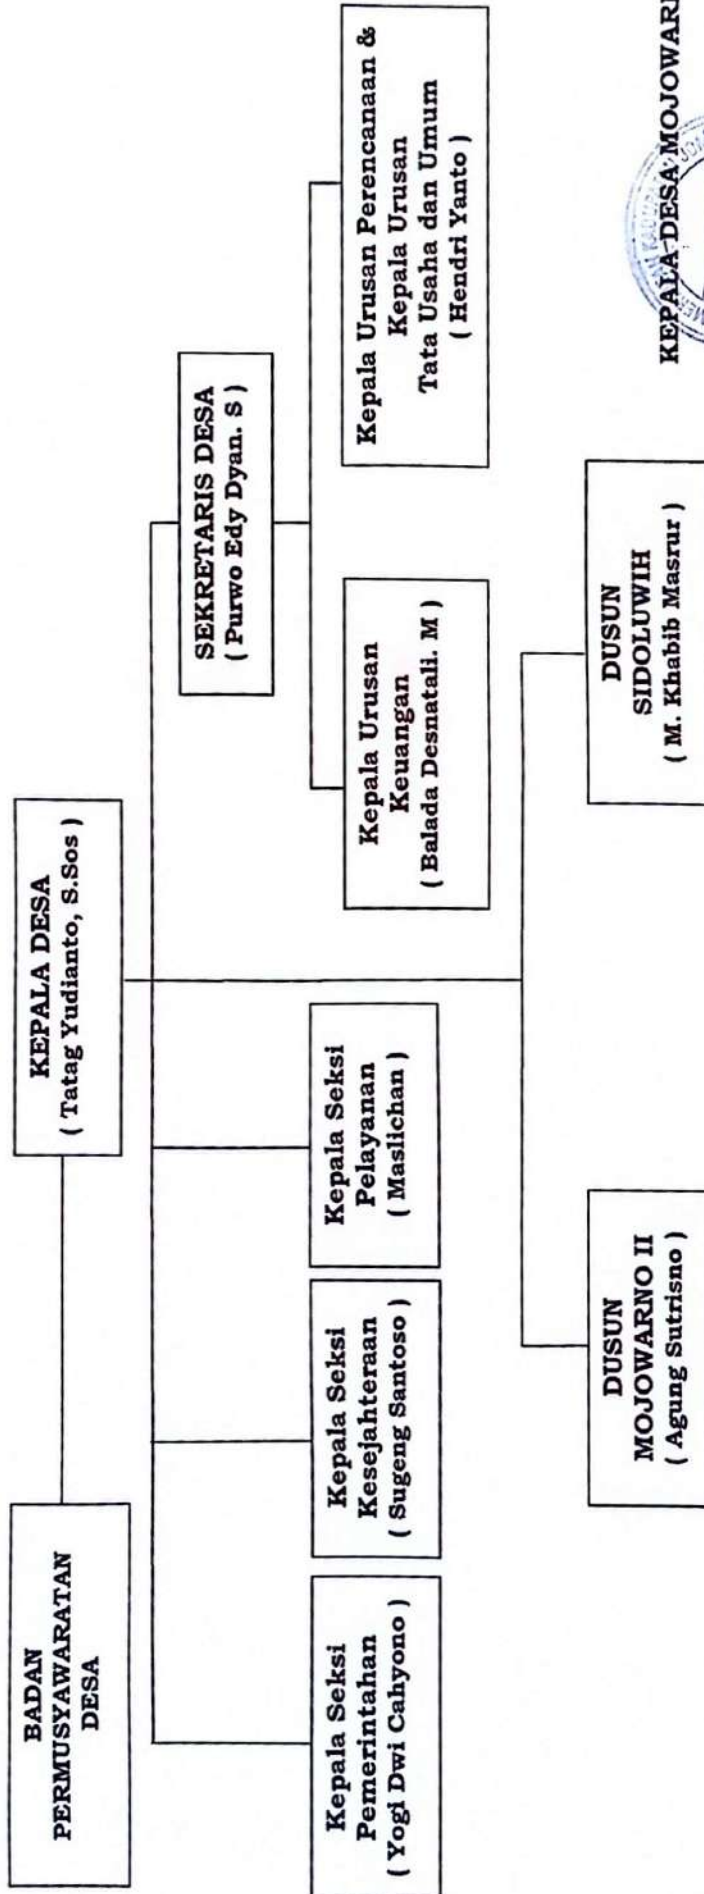 BADAN
PERMUSYAWARATAN
DESA
KEPALA DESA
( Tatag Yudianto, S.Sos )
SEKRETARIS DESA
( Purwo Edy Dyan. S )
Kepala Seksi
Pemerintahan
( Yogi Dwi Cahyono )
Kepala Seksi
Kesejahteraan
( Sugeng Santoso )
Kepala Seksi
Pelayanan
( Maslichan )
Kepala Urusan
Keuangan
( Balada Desnatali. M )
Kepala Urusan Perencanaan &
Kepala Urusan
Tata Usaha dan Umum
( Hendri Yanto )
DUSUN
MOJOWARNO II
( Agung Sutrisno )
DUSUN
SIDOLUWIH
( M. Khabib Masrur )
KEPALA DESA MOJOWAR